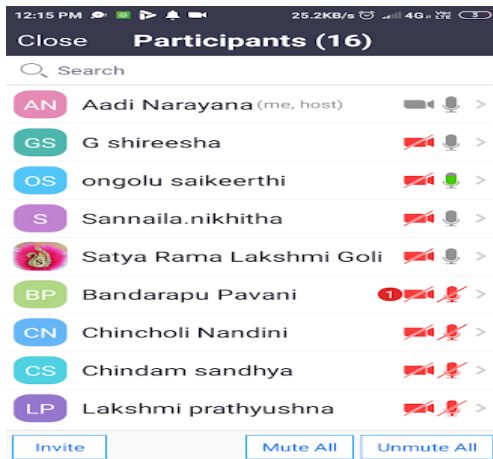 12:15 PM 25.2KB/s 4G 3
Close Participants (16)
Search
AN Aadi Narayana (me, host)
GS G shireesha
OS ongolu saikeerthi
S Sannaila.nikhitha
S Satya Rama Lakshmi Goli
BP Bandarapu Pavani 1
CN Chincholi Nandini
CS Chindam sandhya
LP Lakshmi prathyushna
Invite Mute All Unmute All